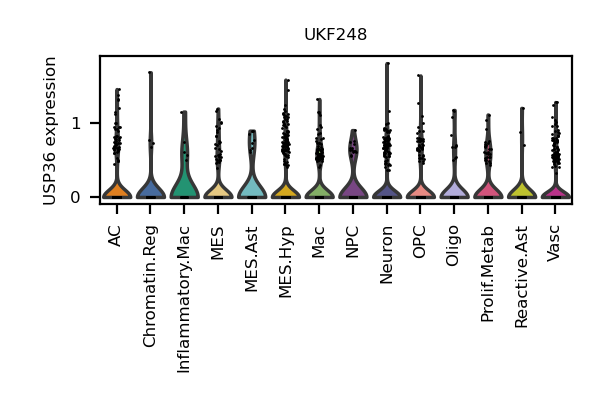 UKF248
USP36 expression
1
0
AC
Chromatin.Reg
Inflammatory.Mac
MES
MES.Ast
MES.Hyp
Mac
NPC
Neuron
OPC
Oligo
Prolif.Metab
Reactive.Ast
Vasc